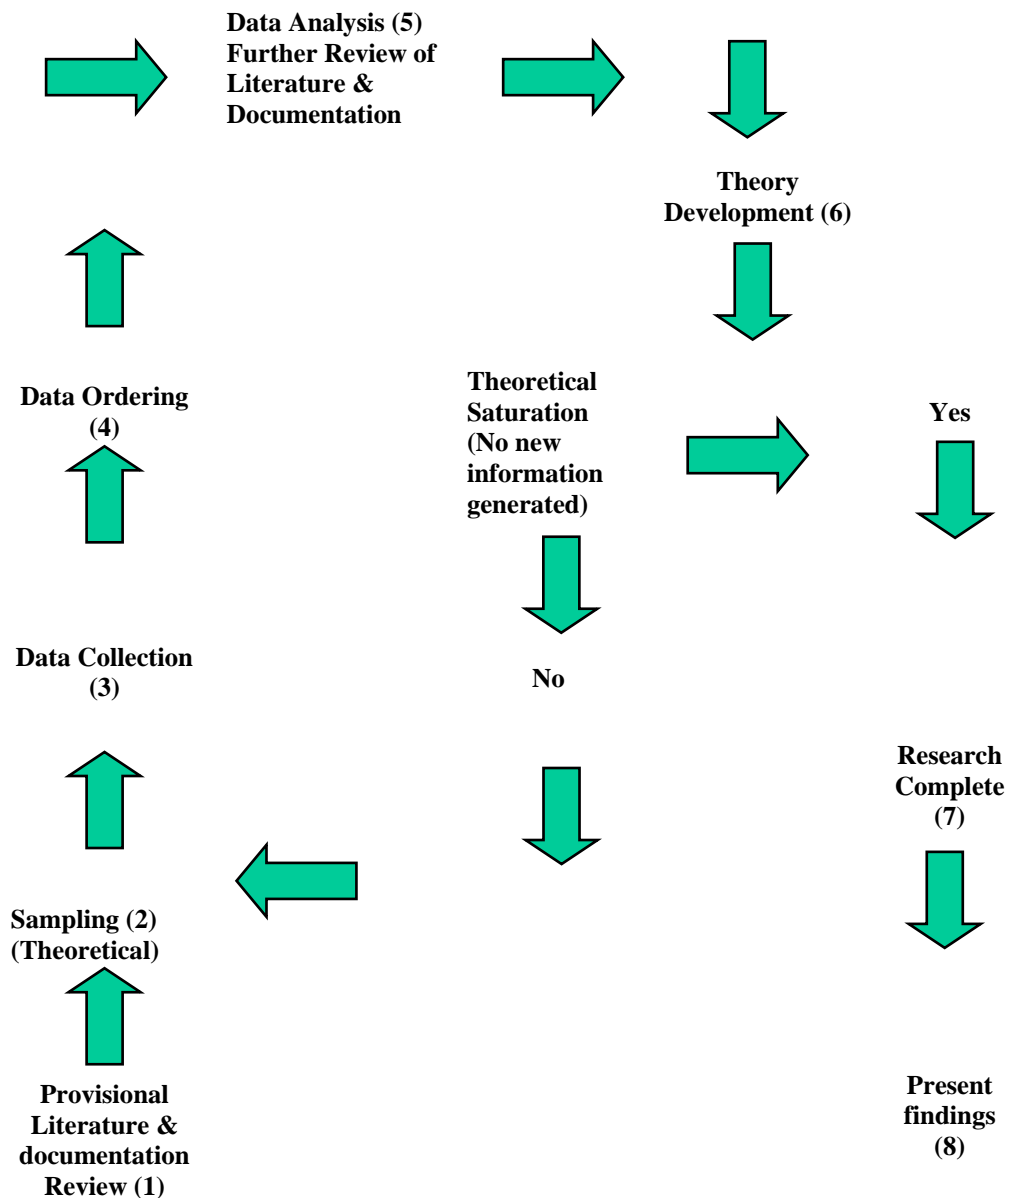 Data Analysis (5)
Further Review of
Literature &
Documentation
Theory
Development (6)
Data Ordering
(4)
Theoretical
Saturation
(No new
information
generated)
Yes
Data Collection
(3)
No
Research
Complete
(7)
Sampling (2)
(Theoretical)
Provisional
Literature &
documentation
Review (1)
Present
findings
(8)